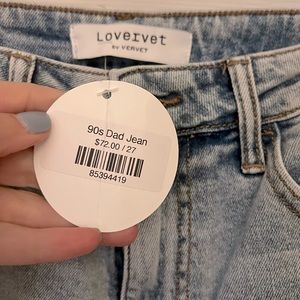 Lovervet
BY VERVET
90s Dad Jean
$72.00 / 27
85394419